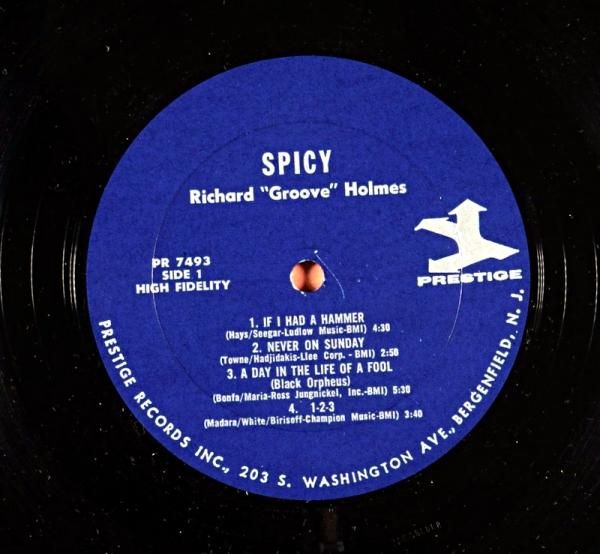 SPICY
Richard "Groove" Holmes
PRESTIGE
PR 7493
SIDE 1
HIGH FIDELITY
1. IF I HAD A HAMMER
(Hays/Seegar-Ludlow Music-BMI) 4:30
2. NEVER ON SUNDAY
(Towne/Hadjidakis-Llee Corp. - BMI) 2:50
3. A DAY IN THE LIFE OF A FOOL
(Black Orpheus)
(Bonfa/Maria-Ross Jungnickel, Inc.-BMI) 5:30
4. 1-2-3
(Madara/White/Birisoff-Champion Music-BMI) 3:40
PRESTIGE RECORDS INC., 203 S. WASHINGTON AVE., BERGENFIELD, N. J.